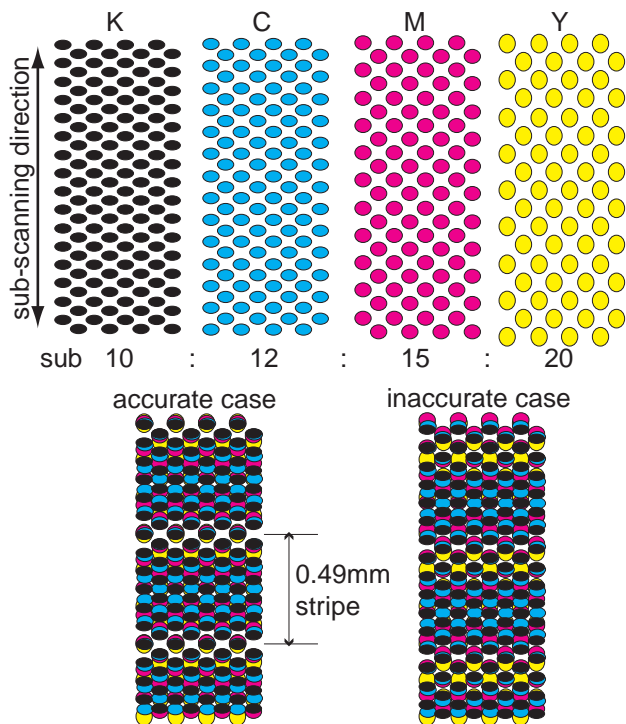 K C M Y
sub-scanning direction
sub 10 : 12 : 15 : 20
accurate case
inaccurate case
0.49mm
stripe